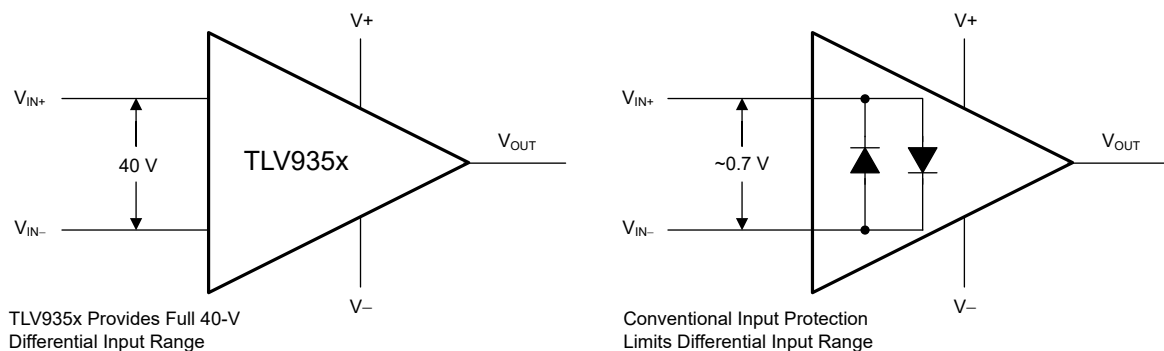 V+
VIN+
40 V
TLV935x
VOUT
VIN–
V–
TLV935x Provides Full 40-V
Differential Input Range
V+
VIN+
~0.7 V
VOUT
VIN–
V–
Conventional Input Protection
Limits Differential Input Range